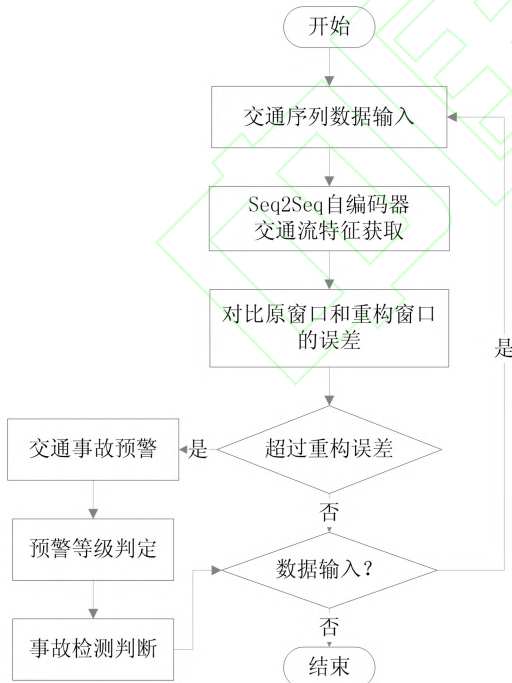 开始
交通序列数据输入
Seq2Seq自编码器
交通流特征获取
对比原窗口和重构窗口
的误差
是
超过重构误差
是
交通事故预警
否
预警等级判定
数据输入？
否
事故检测判断
结束